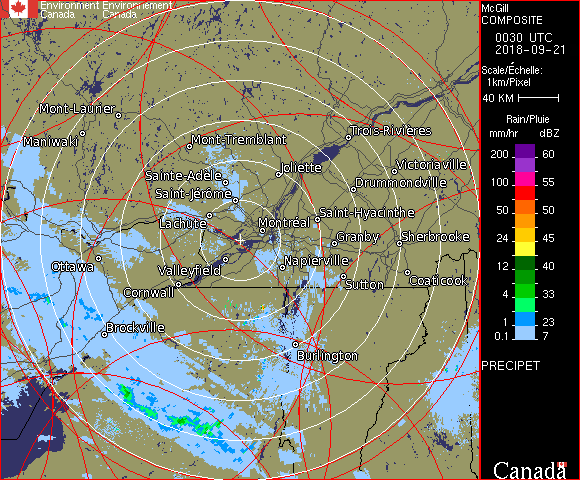 Environment Environnement
Canada Canada
McGill
COMPOSITE
0030 UTC
2018-09-21
Scale/Échelle:
1km/Pixel
40 KM
Rain/Pluie
mm/hr dBZ
200 60
55
100 55
50 50
24 45
12 40
8 33
4 33
1 23
0.1 7
PRECIPET
Canada
Mont-Laurier
Maniwaki
Mont-Tremblant
Trois-Rivières
Joliette
Victoriaville
Sainte-Adèle
Drummondville
Saint-Jérôme
Saint-Hyacinthe
Lachute
Montréal
Granby
Sherbrooke
Ottawa
Valleyfield
Napierville
Cornwall
Sutton
Coaticook
Brockville
Burlington